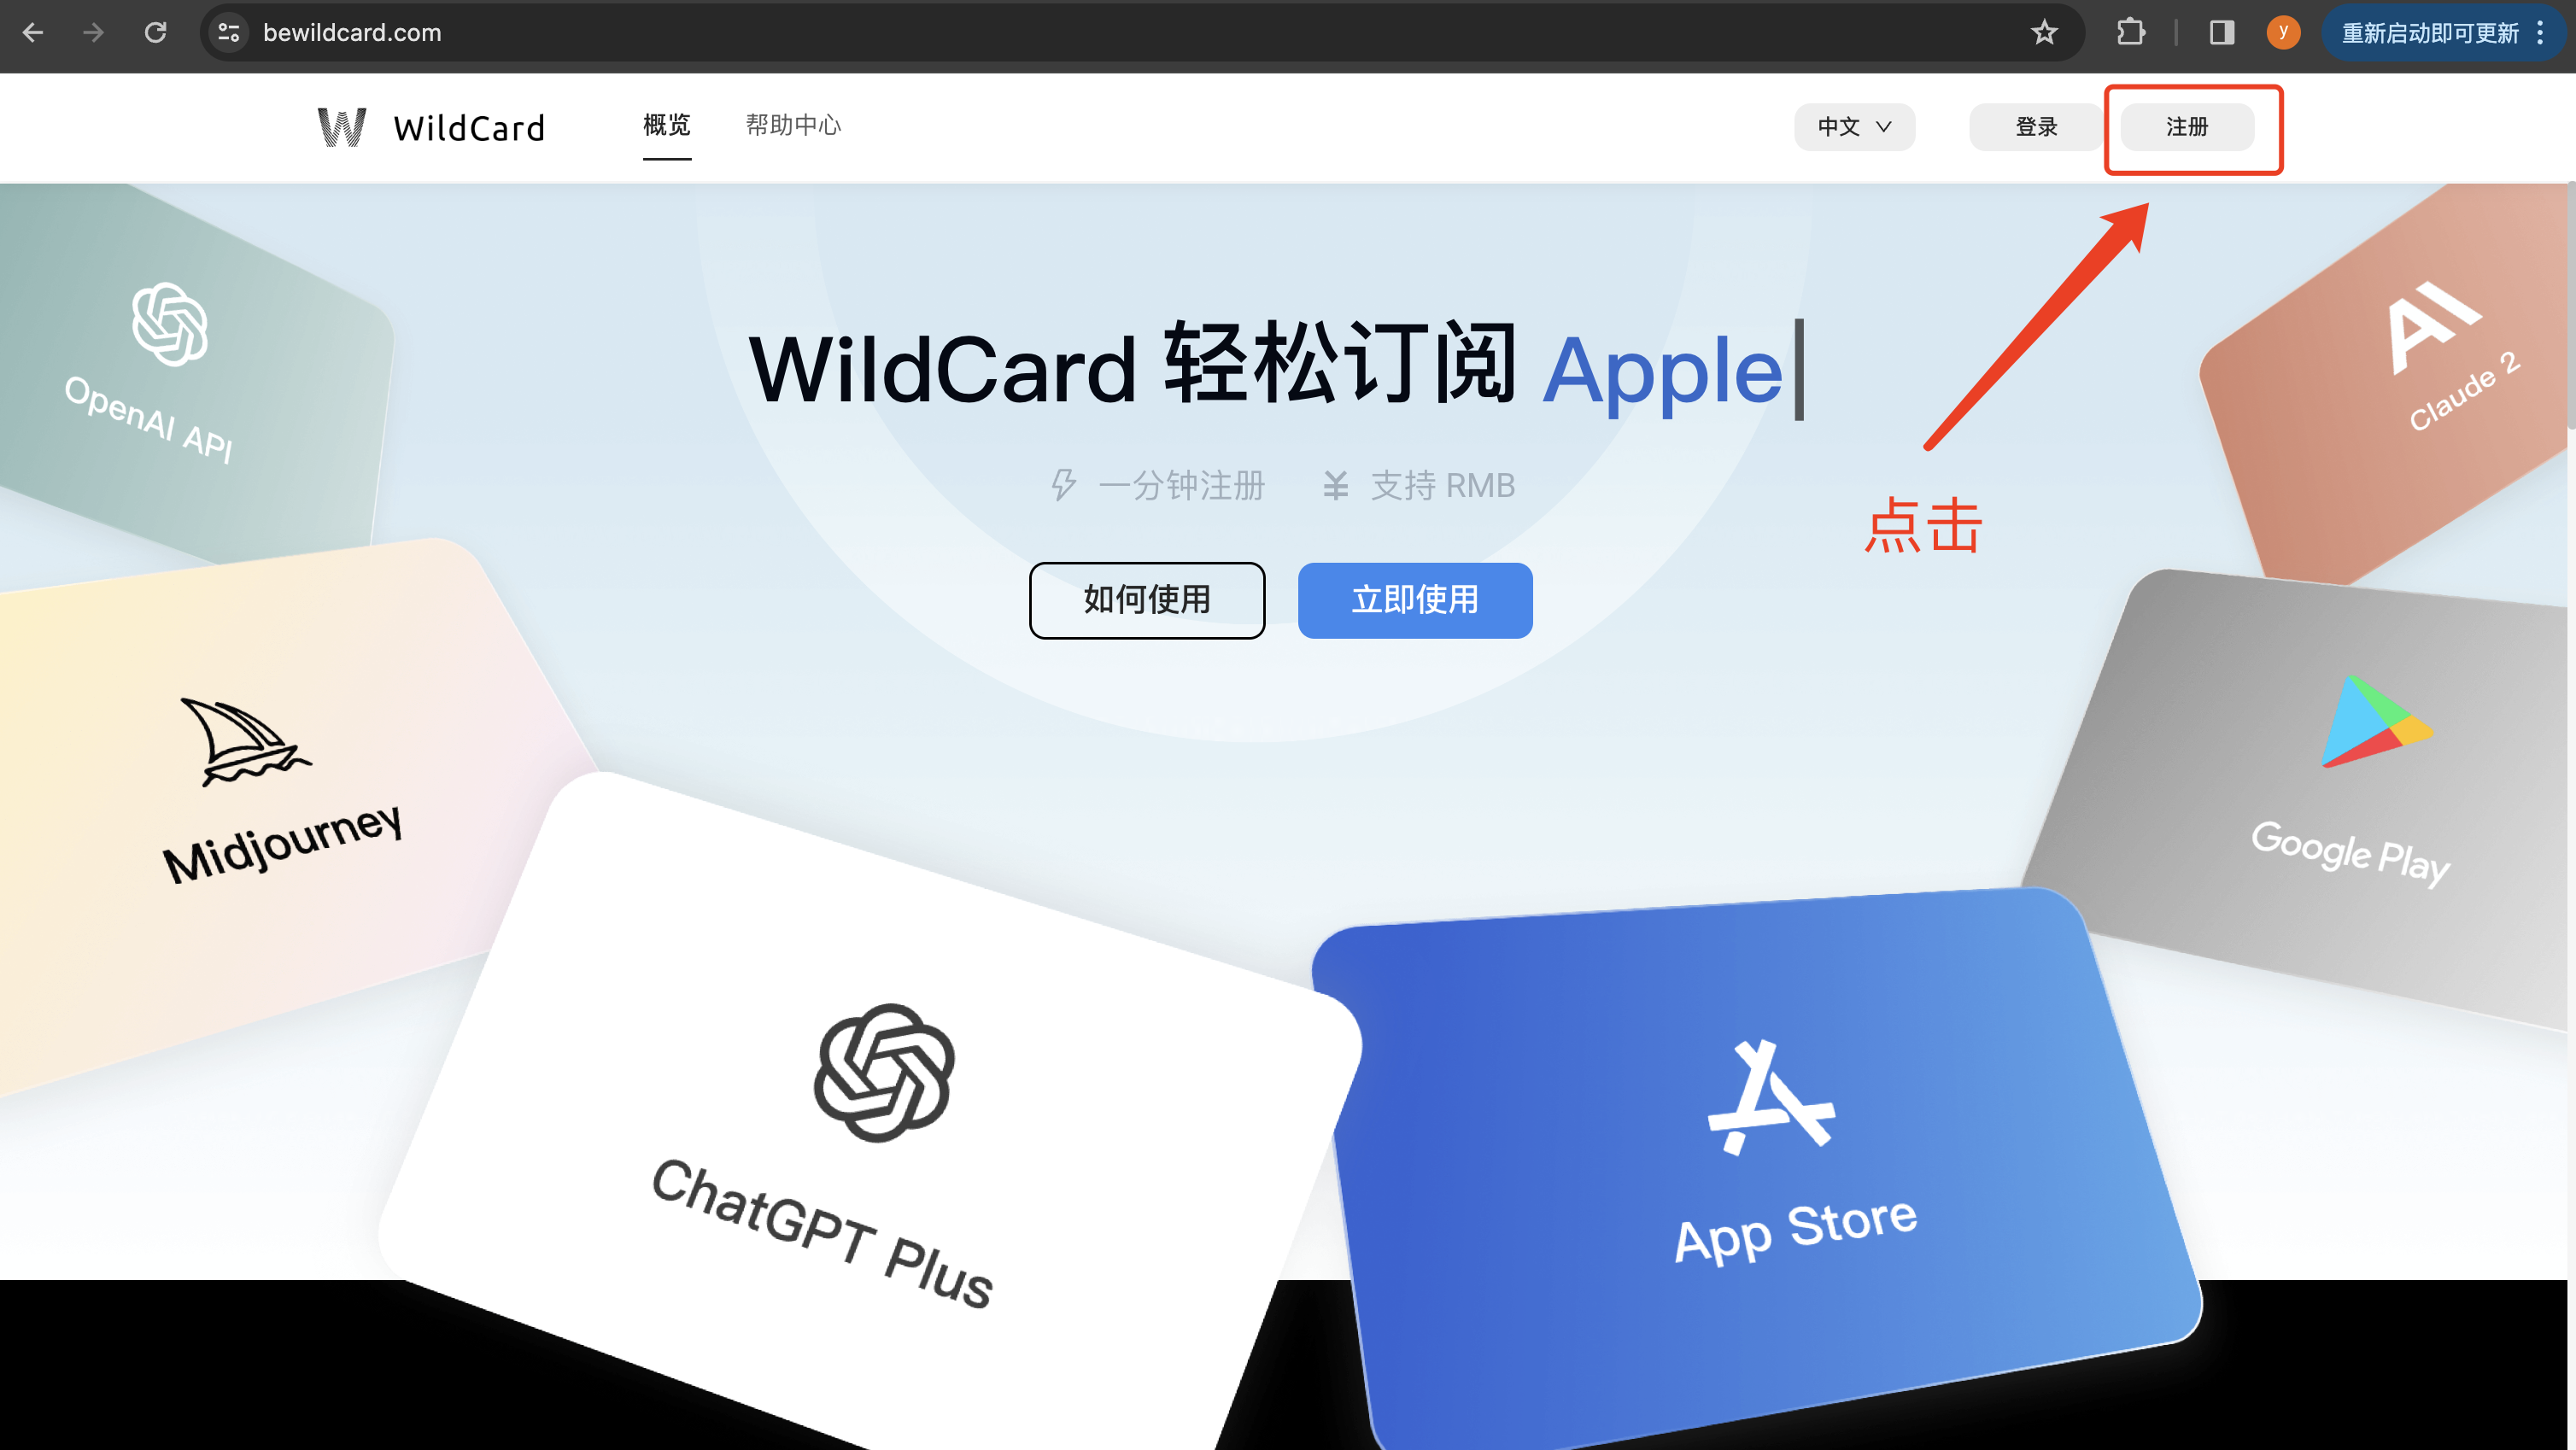 bewildcard.com
y
重新启动即可更新
WildCard
概览
帮助中心
中文
登录
注册
WildCard 轻松订阅 Apple
一分钟注册
支持 RMB
如何使用
立即使用
点击
OpenAI API
Claude 2
Midjourney
Google Play
ChatGPT Plus
App Store